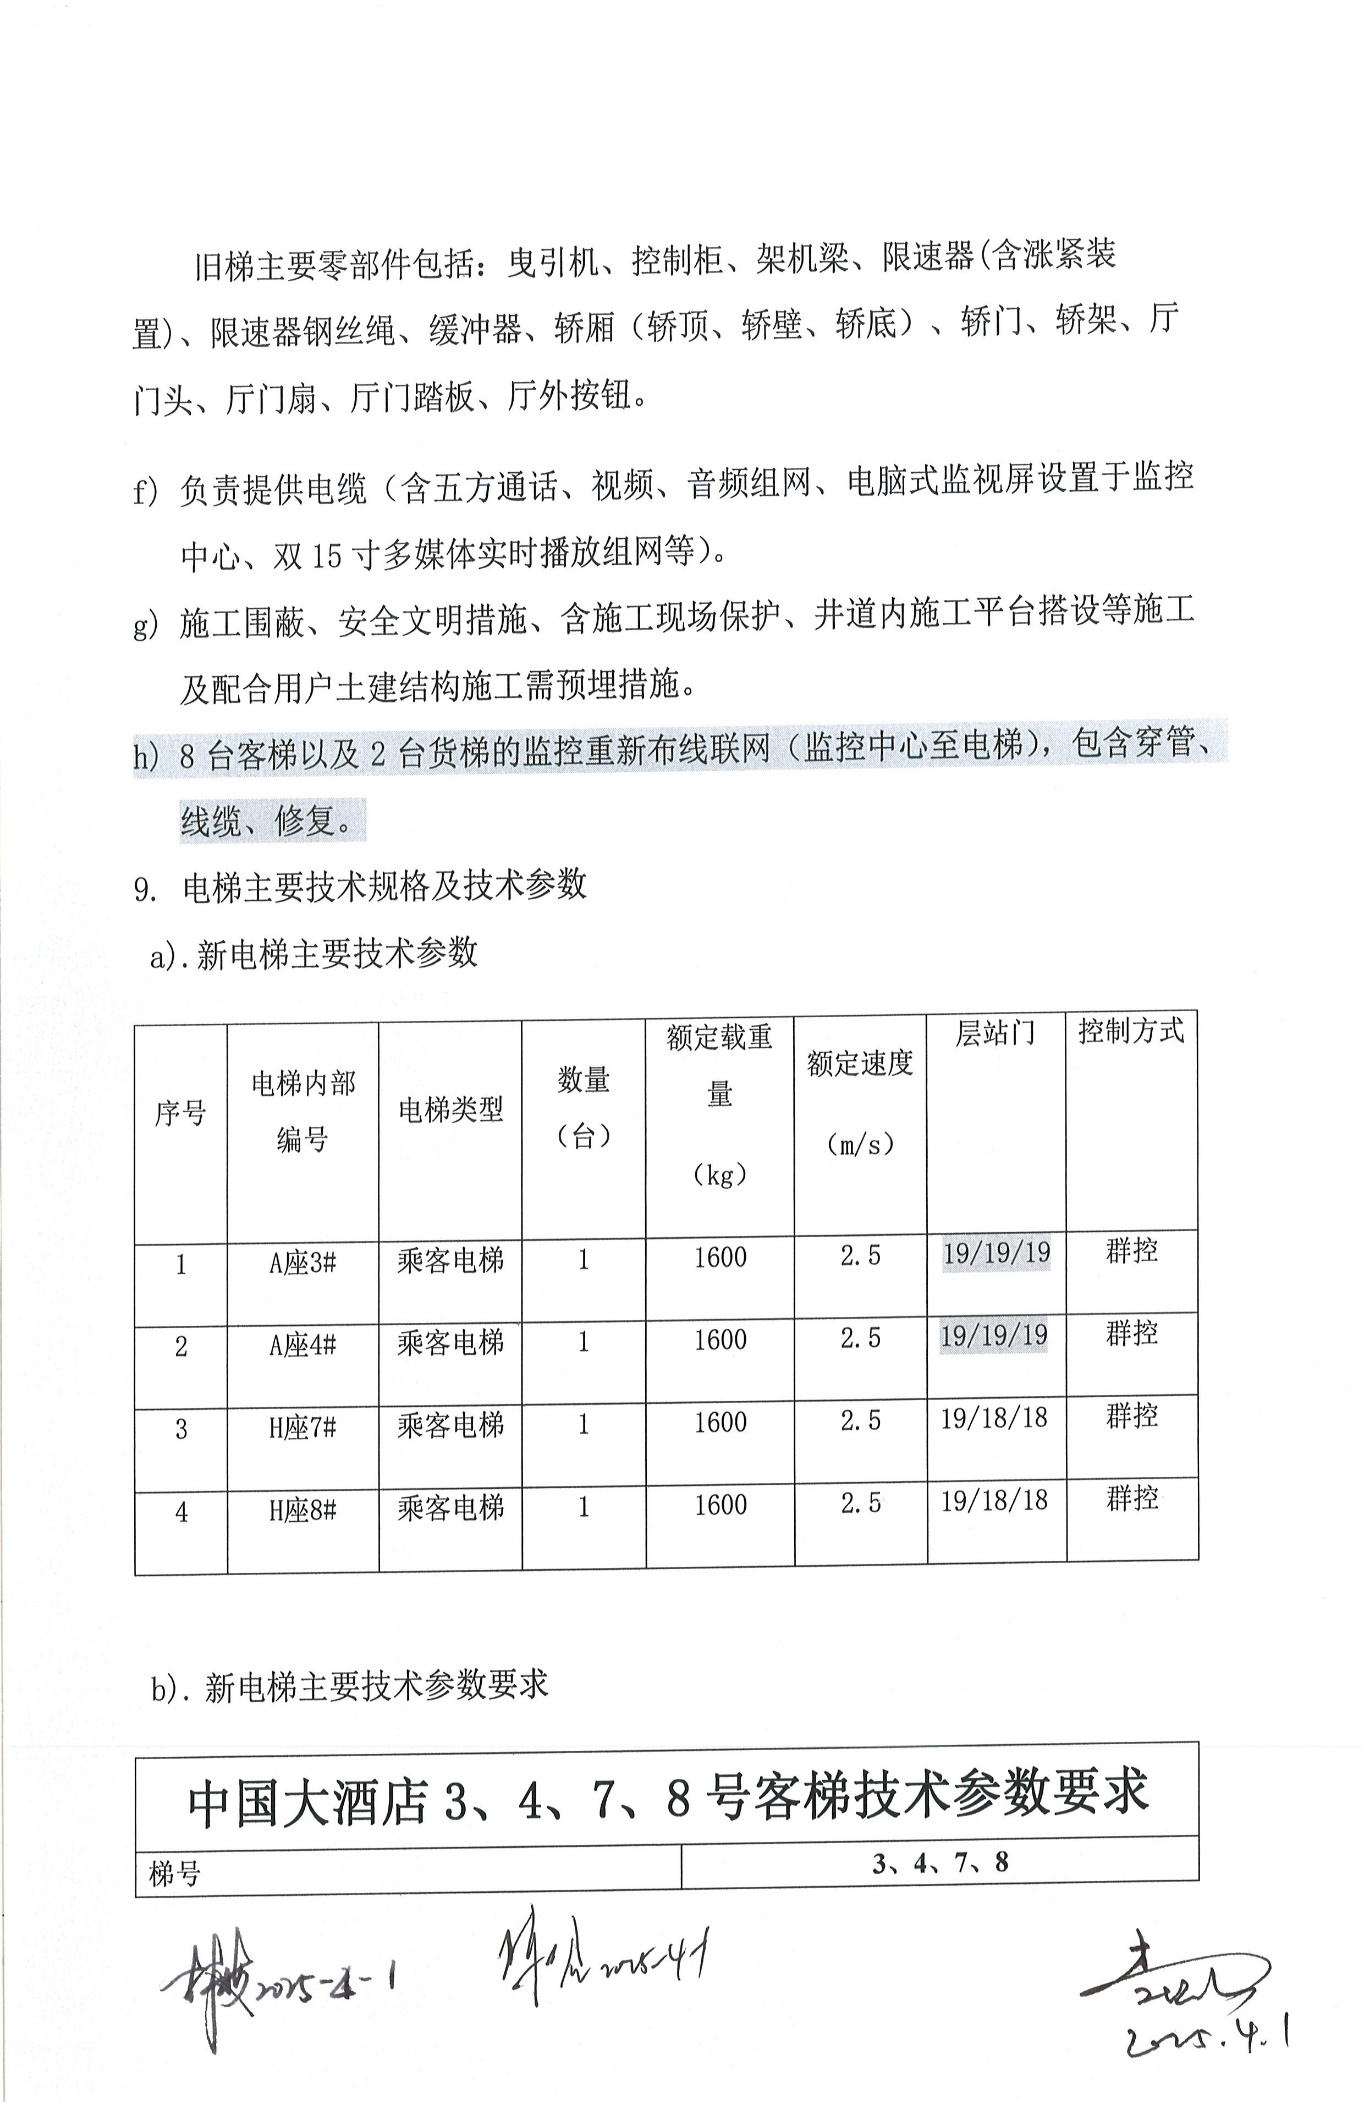 旧梯主要零部件包括：曳引机、控制柜、架机梁、限速器(含涨紧装
置)、限速器钢丝绳、缓冲器、轿厢（轿顶、轿壁、轿底）、轿门、轿架、厅
门头、厅门扇、厅门踏板、厅外按钮。
f) 负责提供电缆（含五方通话、视频、音频组网、电脑式监视屏设置于监控
中心、双 15 寸多媒体实时播放组网等)。
g) 施工围蔽、安全文明措施、含施工现场保护、井道内施工平台搭设等施工
及配合用户土建结构施工需预埋措施。
h) 8 台客梯以及 2 台货梯的监控重新布线联网（监控中心至电梯），包含穿管、
线缆、修复。
9. 电梯主要技术规格及技术参数
a).新电梯主要技术参数
序号 电梯内部编号 电梯类型 数量（台） 额定载重量（kg） 额定速度（m/s） 层站门 控制方式
1 A座3# 乘客电梯 1 1600 2.5 19/19/19 群控
2 A座4# 乘客电梯 1 1600 2.5 19/19/19 群控
3 H座7# 乘客电梯 1 1600 2.5 19/18/18 群控
4 H座8# 乘客电梯 1 1600 2.5 19/18/18 群控
b). 新电梯主要技术参数要求
中国大酒店 3、4、7、8 号客梯技术参数要求
梯号 3、4、7、8
2025-4-1 2025-4-1
2025.4.1